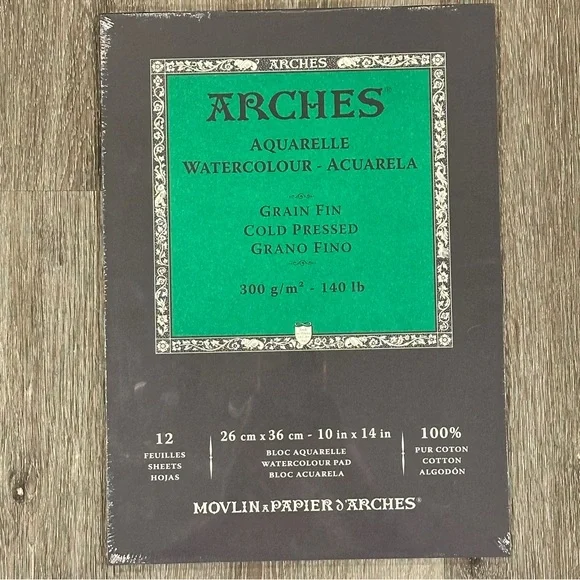 ARCHES
ARCHES®
AQUARELLE
WATERCOLOUR - ACUARELA
GRAIN FIN
COLD PRESSED
GRANO FINO
300 g/m² - 140 lb
12
FEUILLES
SHEETS
HOJAS
26 cm x 36 cm - 10 in x 14 in
BLOC AQUARELLE
WATERCOLOUR PAD
BLOC ACUARELA
100%
PUR COTON
COTTON
ALGODÓN
MOVLIN A PAPIER D'ARCHES®